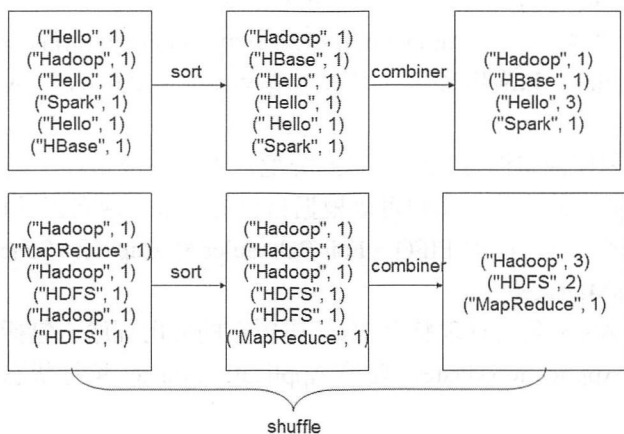 ("Hello", 1)
("Hadoop", 1)
("Hello", 1)
("Spark", 1)
("Hello", 1)
("HBase", 1)
sort
("Hadoop", 1)
("HBase", 1)
("Hello", 1)
("Hello", 1)
(" Hello", 1)
("Spark", 1)
combiner
("Hadoop", 1)
("HBase", 1)
("Hello", 3)
("Spark", 1)
("Hadoop", 1)
("MapReduce", 1)
("Hadoop", 1)
("HDFS", 1)
("Hadoop", 1)
("HDFS", 1)
sort
("Hadoop", 1)
("Hadoop", 1)
("Hadoop", 1)
("HDFS", 1)
("HDFS", 1)
("MapReduce", 1)
combiner
("Hadoop", 3)
("HDFS", 2)
("MapReduce", 1)
shuffle